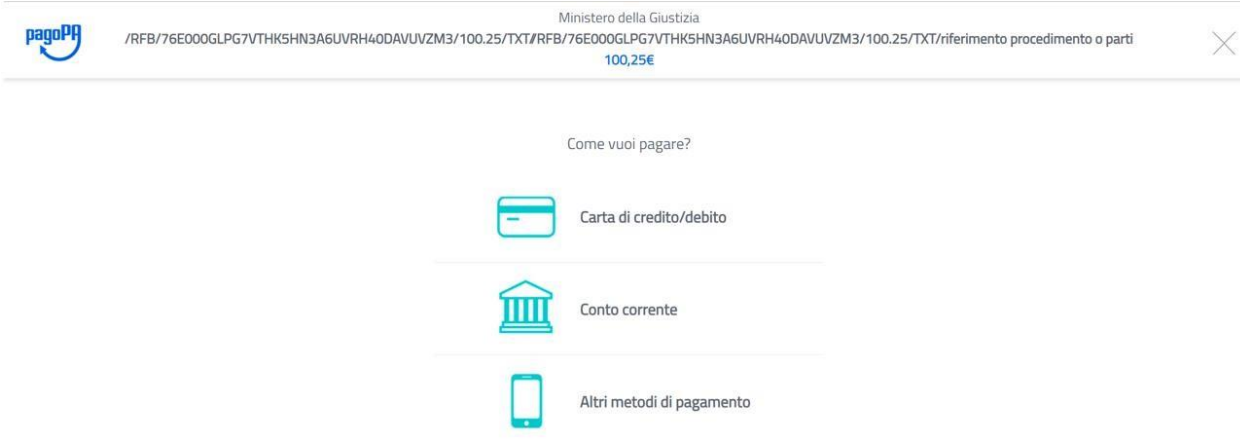 pagoPA
Ministero della Giustizia
/RFB/76E000GLPG7VTHK5HN3A6UVRH40DAVUVZM3/100.25/TXT//RFB/76E000GLPG7VTHK5HN3A6UVRH40DAVUVZM3/100.25/TXT/riferimento procedimento o parti
100,25€
Come vuoi pagare?
Carta di credito/debito
Conto corrente
Altri metodi di pagamento